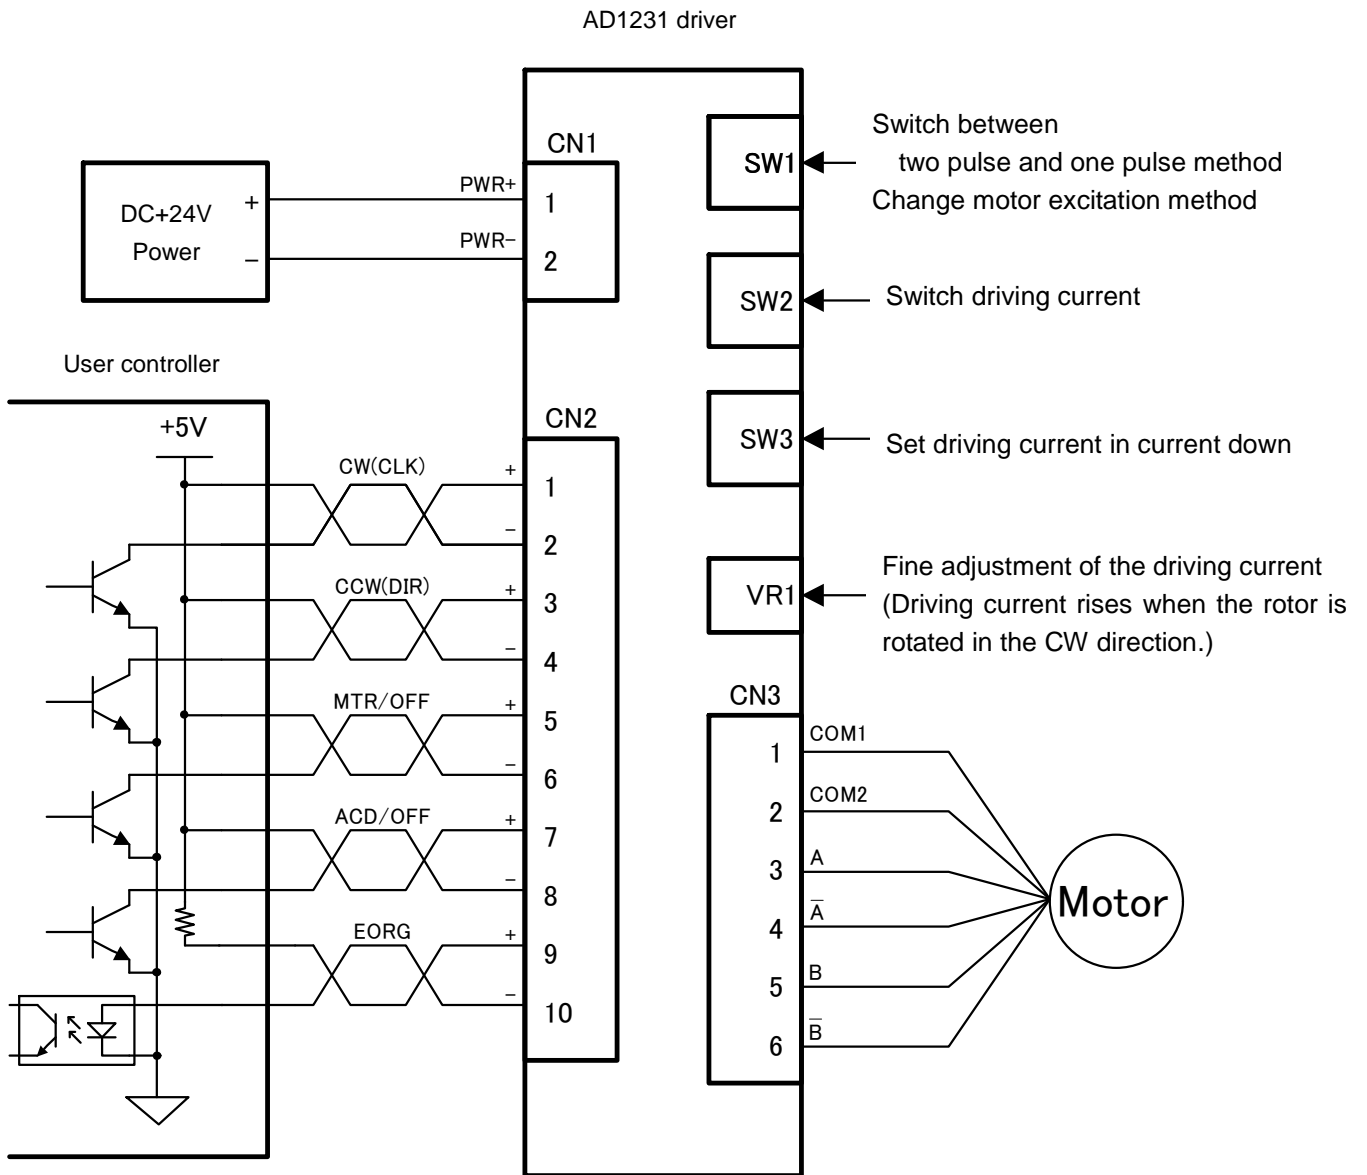 AD1231 driver
CN1
DC+24V
Power
+
−
PWR+
PWR−
1
2
SW1
Switch between
two pulse and one pulse method
Change motor excitation method
SW2
Switch driving current
SW3
Set driving current in current down
VR1
Fine adjustment of the driving current
(Driving current rises when the rotor is
rotated in the CW direction.)
User controller
+5V
CN2
CW(CLK)
+
1
−
2
CCW(DIR)
+
3
−
4
MTR/OFF
+
5
−
6
ACD/OFF
+
7
−
8
EORG
+
9
−
10
CN3
1
COM1
2
COM2
3
A
4
A̅
5
B
6
B̅
Motor